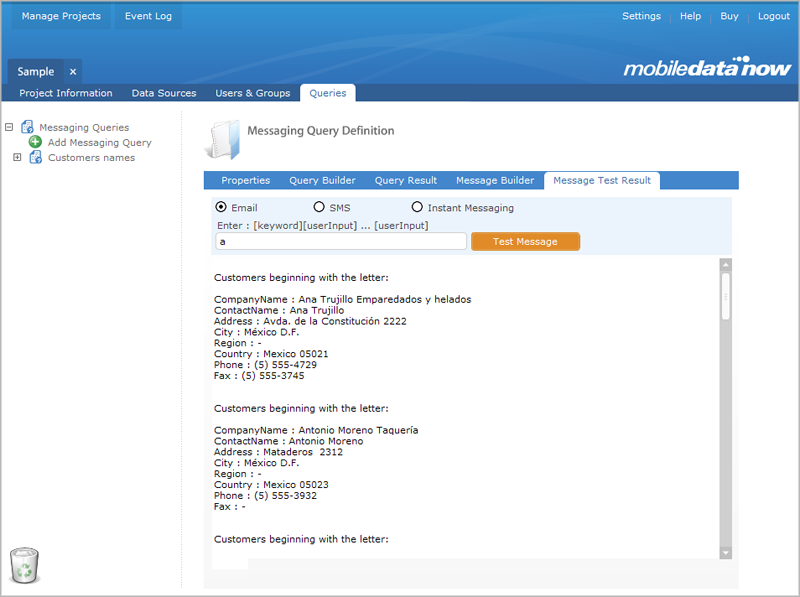 Manage Projects
Event Log
Settings
Help
Buy
Logout
Sample x
mobiledatanow
Project Information
Data Sources
Users & Groups
Queries
Messaging Queries
Add Messaging Query
Customers names
Messaging Query Definition
Properties
Query Builder
Query Result
Message Builder
Message Test Result
Email
SMS
Instant Messaging
Enter : [keyword][userInput] ... [userInput]
a
Test Message
Customers beginning with the letter:
CompanyName : Ana Trujillo Emparedados y helados
ContactName : Ana Trujillo
Address : Avda. de la Constitución 2222
City : México D.F.
Region : -
Country : Mexico 05021
Phone : (5) 555-4729
Fax : (5) 555-3745
Customers beginning with the letter:
CompanyName : Antonio Moreno Taquería
ContactName : Antonio Moreno
Address : Mataderos  2312
City : México D.F.
Region : -
Country : Mexico 05023
Phone : (5) 555-3932
Fax : -
Customers beginning with the letter: